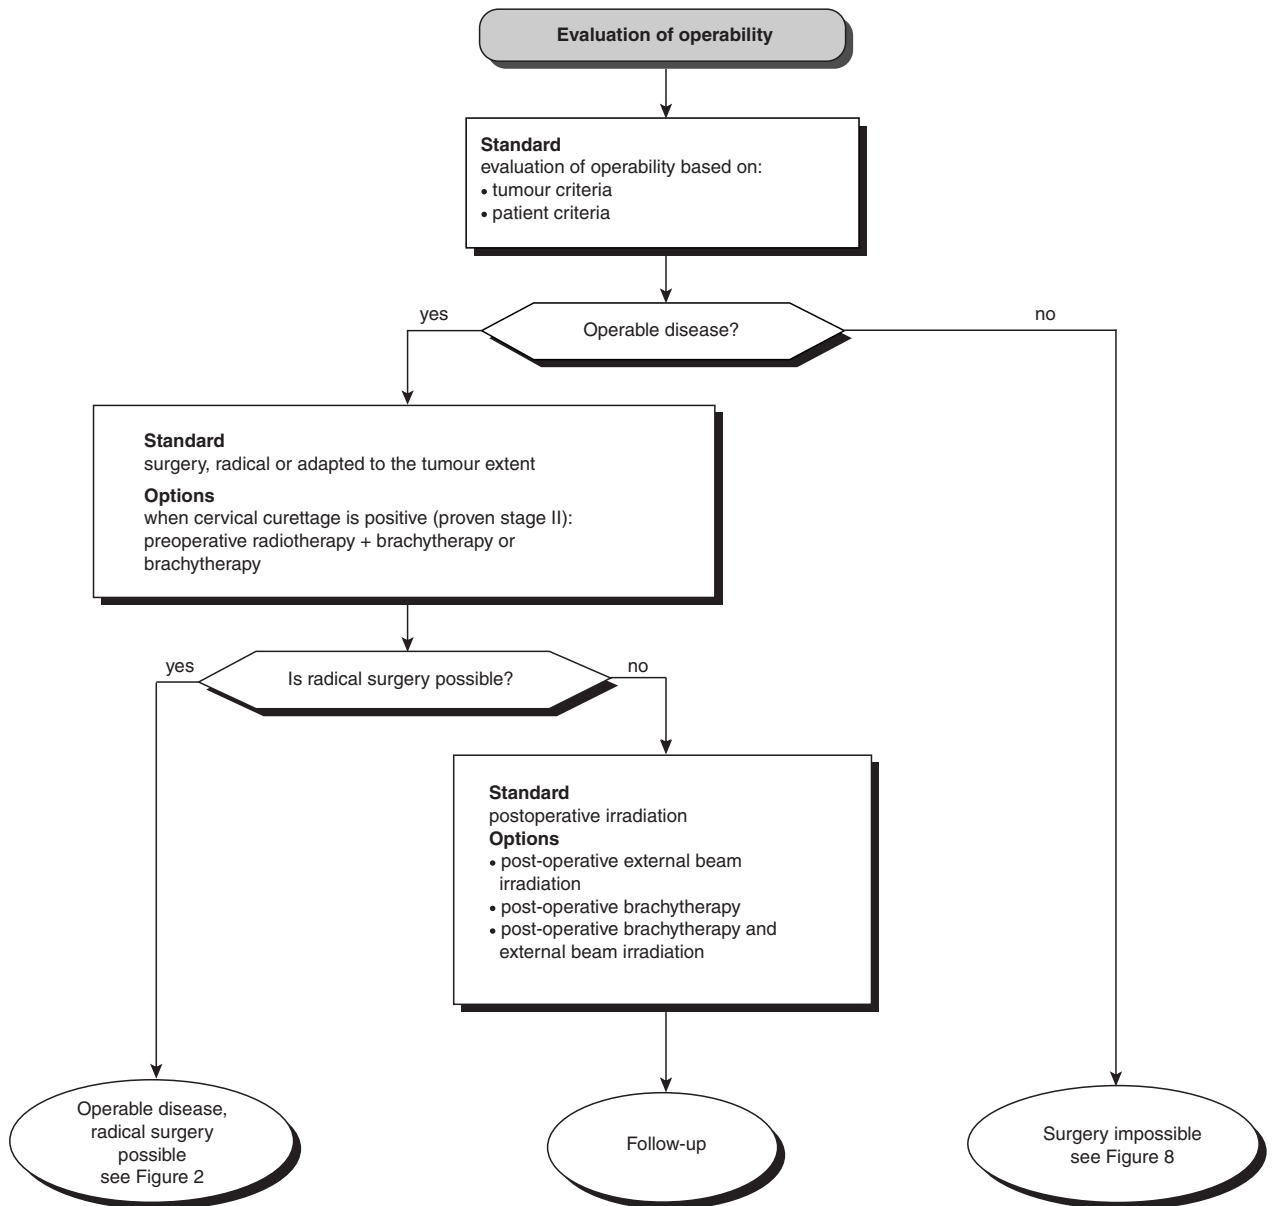 Evaluation of operability
Standard
evaluation of operability based on:
• tumour criteria
• patient criteria
yes
Operable disease?
no
Standard
surgery, radical or adapted to the tumour extent
Options
when cervical curettage is positive (proven stage II):
preoperative radiotherapy + brachytherapy or
brachytherapy
yes
Is radical surgery possible?
no
Standard
postoperative irradiation
Options
• post-operative external beam
irradiation
• post-operative brachytherapy
• post-operative brachytherapy and
external beam irradiation
Operable disease,
radical surgery
possible
see Figure 2
Follow-up
Surgery impossible
see Figure 8